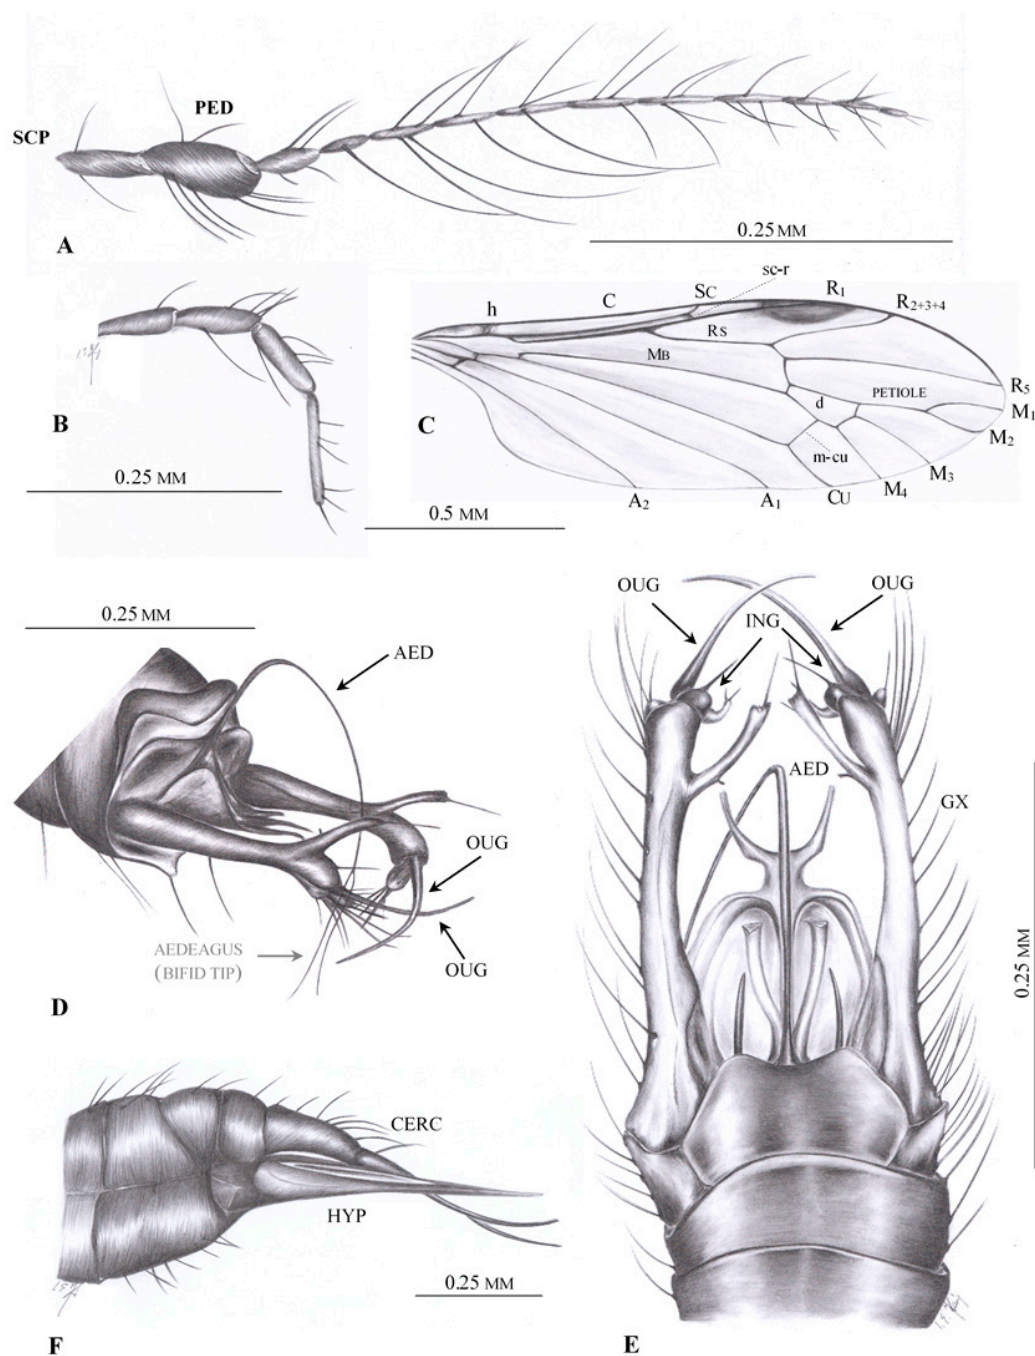 PED
SCP
A
0.25 MM
B
0.25 MM
sc-r
h
C
SC
R1
R2+3+4
RS
MB
R5
PETIOLE
M1
d
C
M2
m-cu
M3
M4
A2
A1
CU
0.5 MM
0.25 MM
AED
OUG
OUG
AEDEAGUS
(BIFID TIP)
D
OUG
OUG
ING
AED
GX
0.25 MM
E
CERC
HYP
0.25 MM
F